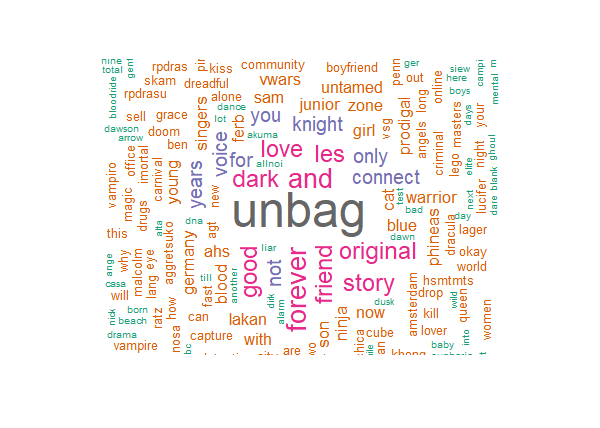 nine
total
bloodride
gent
rpdras
skam
rpdrasu
dreadful
pir
kiss
community
vwars
boyfriend
untamed
penn
ger
out
siew
here
boys
campi
mental m
sell
grace
alone
sam
junior
zone
prodigal
online
long
angels
masters
lego
criminal
days
your
dawson
arrow
doom
ben
singers
dance
lot
ferb
you
knight
girl
vsg
night
elite
next
lucifer
ghoul
dare blank
vampiro
magic
office
drugs
imortal
carnival
young
years
voice
for
akuma
allnoi
love
les
only
connect
cat
test
bad
warrior
dracula
day
dark
and
new
dna
agt
unbag
blue
dawn
phineas
lager
okay
world
this
alta
ange
casa
why
will
malcolm
lang
eye
aggretsuko
germany
ahs
till
fast
blood
another
good
liar
not
dirk
alarm
forever
friend
original
story
dusk
amsterdam
hsmtmts
drop
wild
queen
into
women
nick
born
beach
drama
vampire
ratz
how
nosa
can
capture
bc
lakan
with
city
are
wo
son
ninja
now
chica
cube
an
kill
lover
baby
khong
euphoria
tt